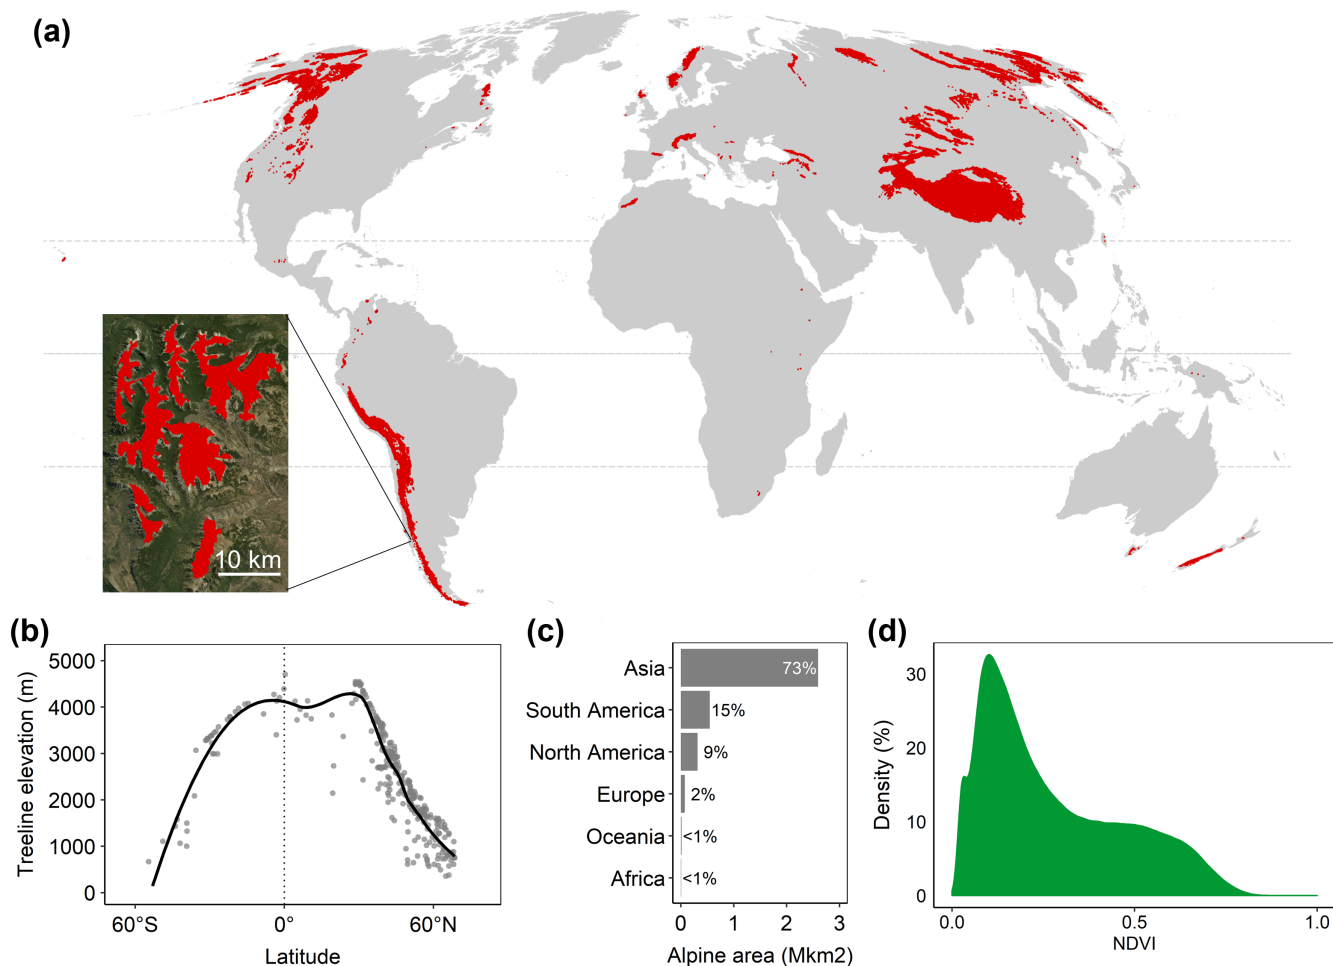 (a)
10 km
(b)
Treeline elevation (m)
5000
4000
3000
2000
1000
0
60°S
0°
60°N
Latitude
(c)
Asia
73%
South America
15%
North America
9%
Europe
2%
Oceania
<1%
Africa
<1%
0
1
2
3
Alpine area (Mkm2)
(d)
Density (%)
30
20
10
0
0.0
0.5
1.0
NDVI